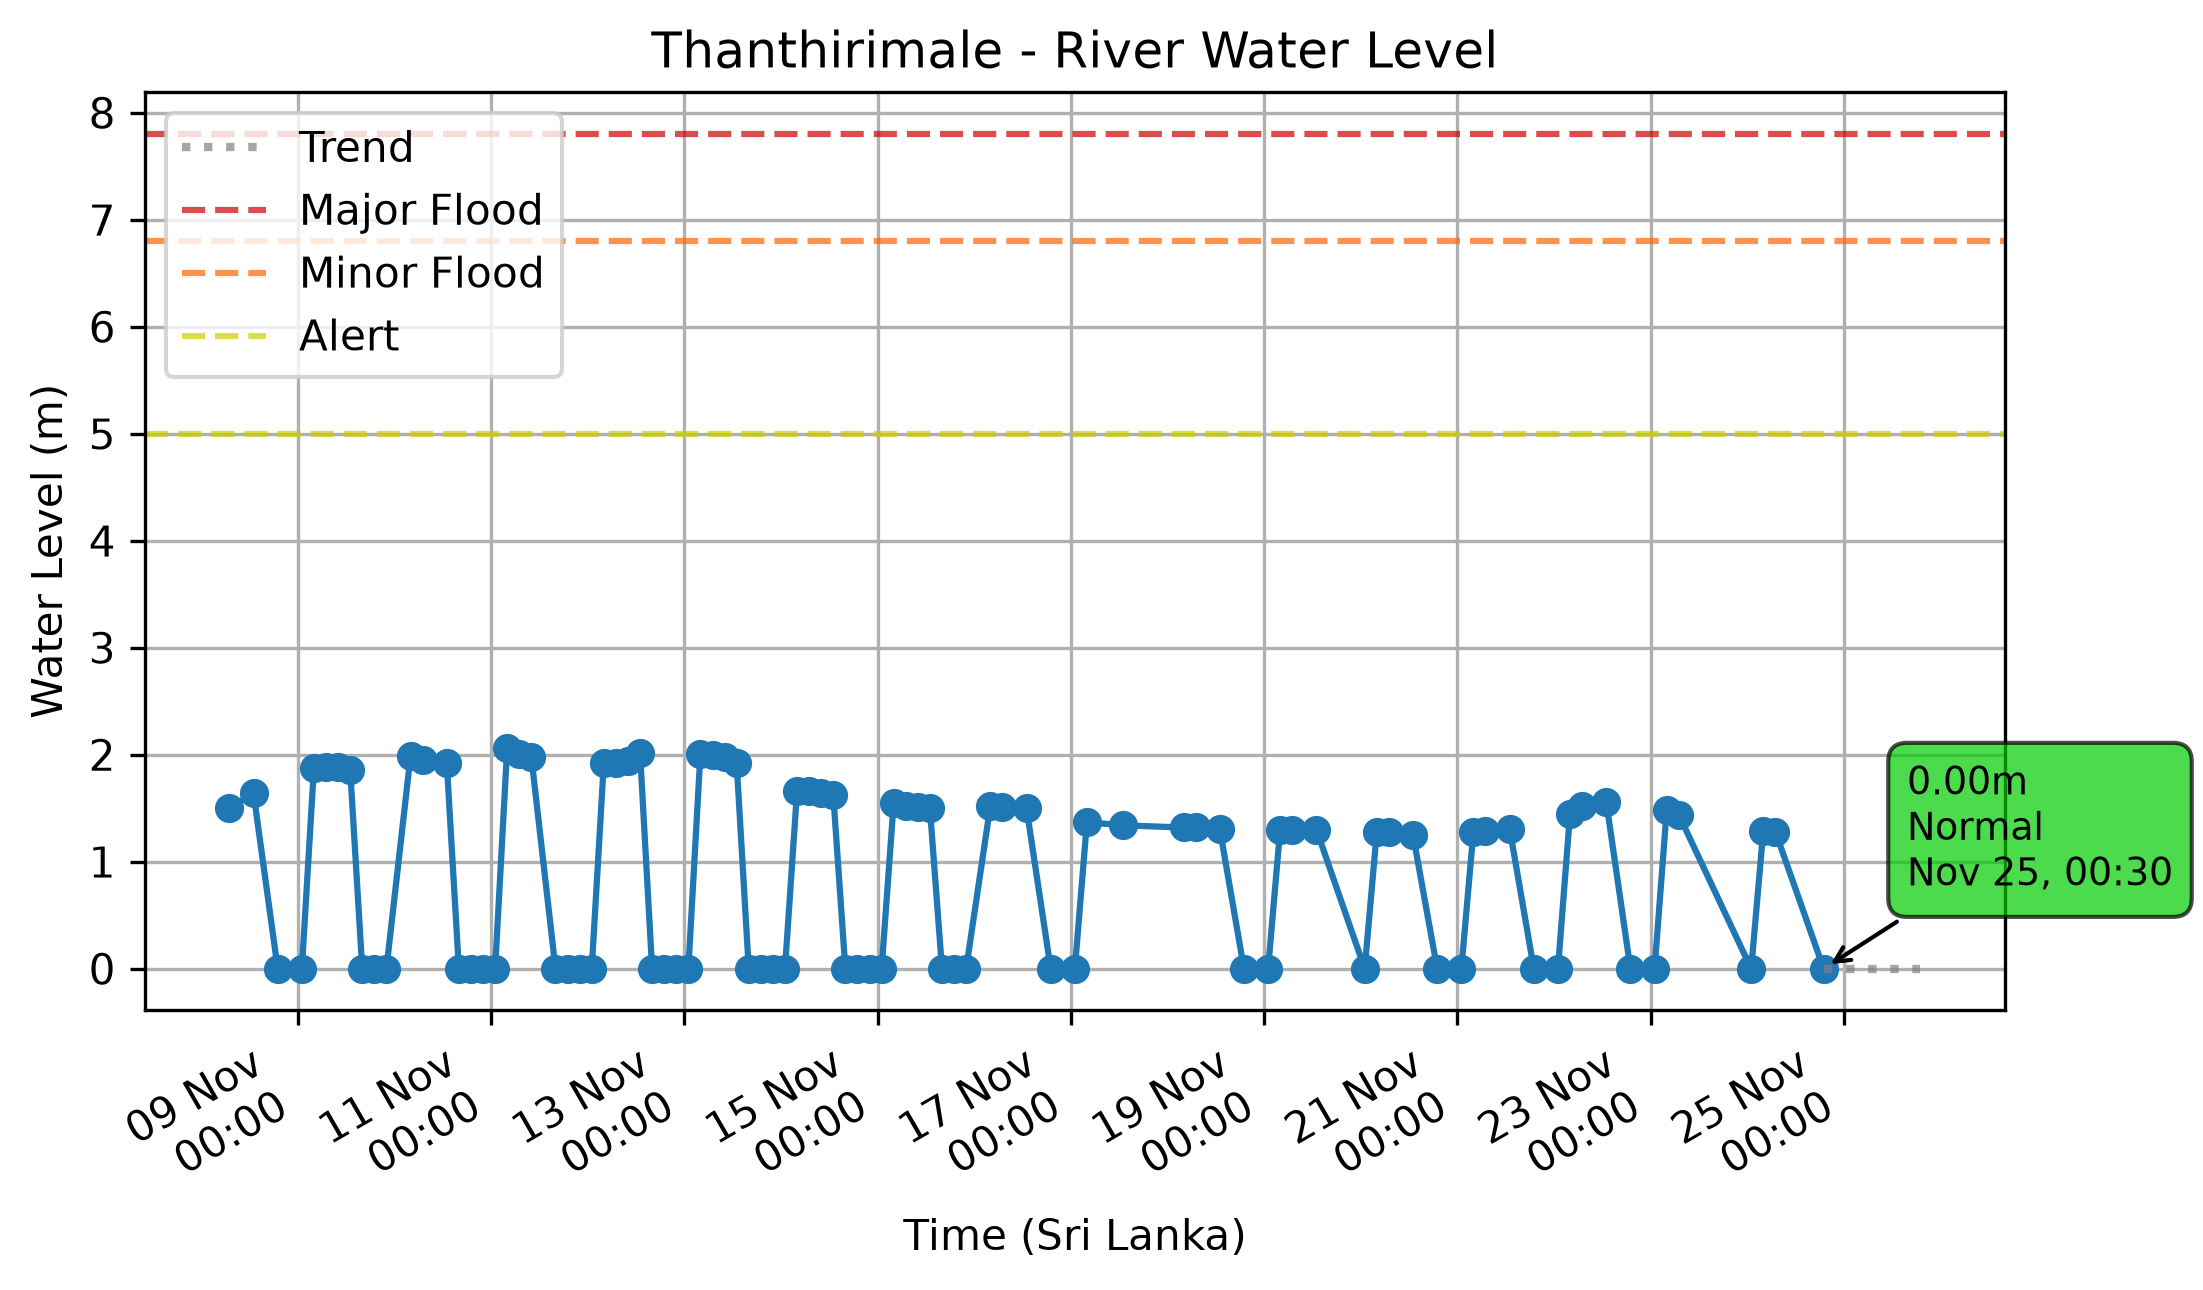 Thanthirimale - River Water Level
8
7
6
5
4
3
2
1
0
Water Level (m)
Trend
Major Flood
Minor Flood
Alert
0.00m
Normal
Nov 25, 00:30
09 Nov
00:00
11 Nov
00:00
13 Nov
00:00
15 Nov
00:00
17 Nov
00:00
19 Nov
00:00
21 Nov
00:00
23 Nov
00:00
25 Nov
00:00
Time (Sri Lanka)